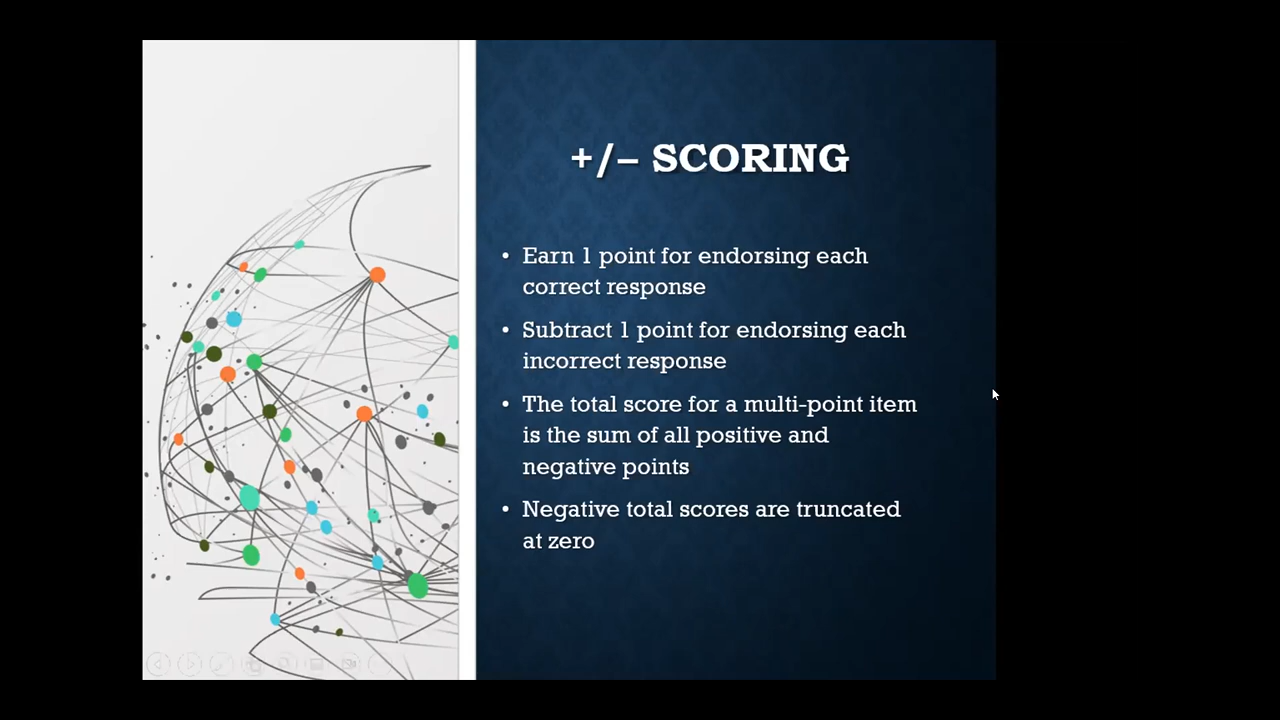 +/– SCORING
• Earn 1 point for endorsing each
correct response
• Subtract 1 point for endorsing each
incorrect response
• The total score for a multi-point item
is the sum of all positive and
negative points
• Negative total scores are truncated
at zero